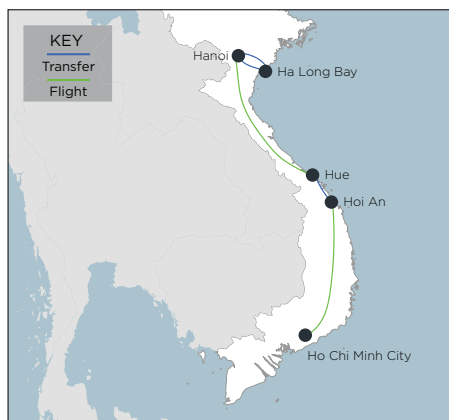 KEY
Transfer
Flight
Hanoi
Ha Long Bay
Hue
Hoi An
Ho Chi Minh City